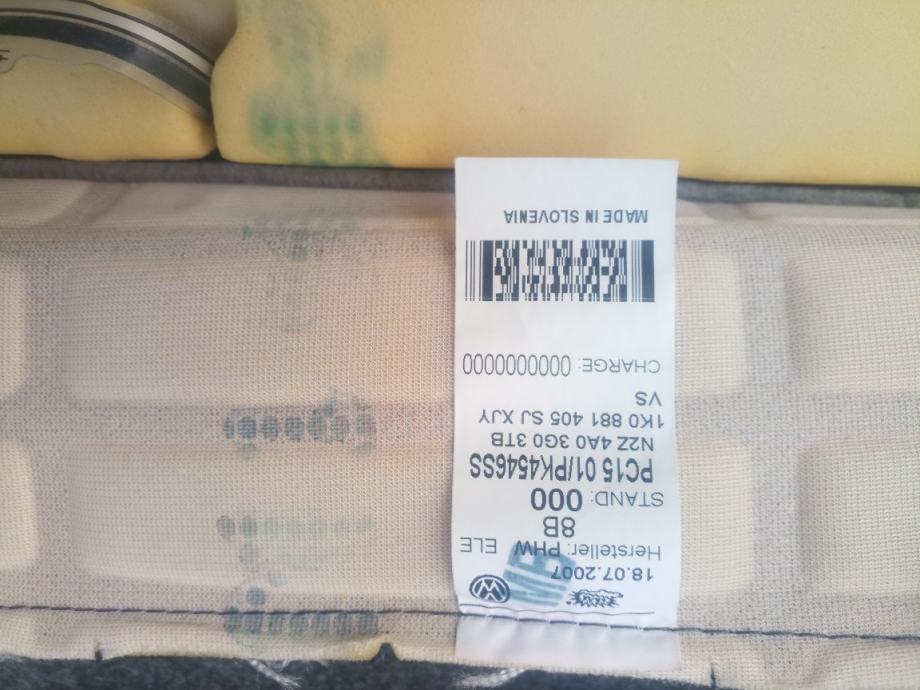 18.07.2007
Hersteller: PHW ELE
8B
STAND: 000
PC15 01/PK4546SS
N2Z 4A0 3G0 3TB
1K0 881 405 SJ XJY
VS
CHARGE: 0000000000
MADE IN SLOVENIA